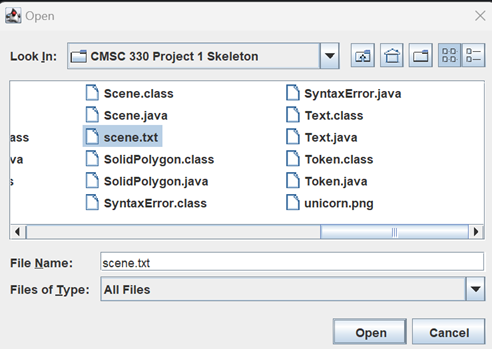 Open
Look In: CMSC 330 Project 1 Skeleton
Scene.class SyntaxError.java
Scene.java Text.class
ass scene.txt Text.java
va SolidPolygon.class Token.class
SolidPolygon.java Token.java
SyntaxError.class unicorn.png
File Name: scene.txt
Files of Type: All Files
Open Cancel